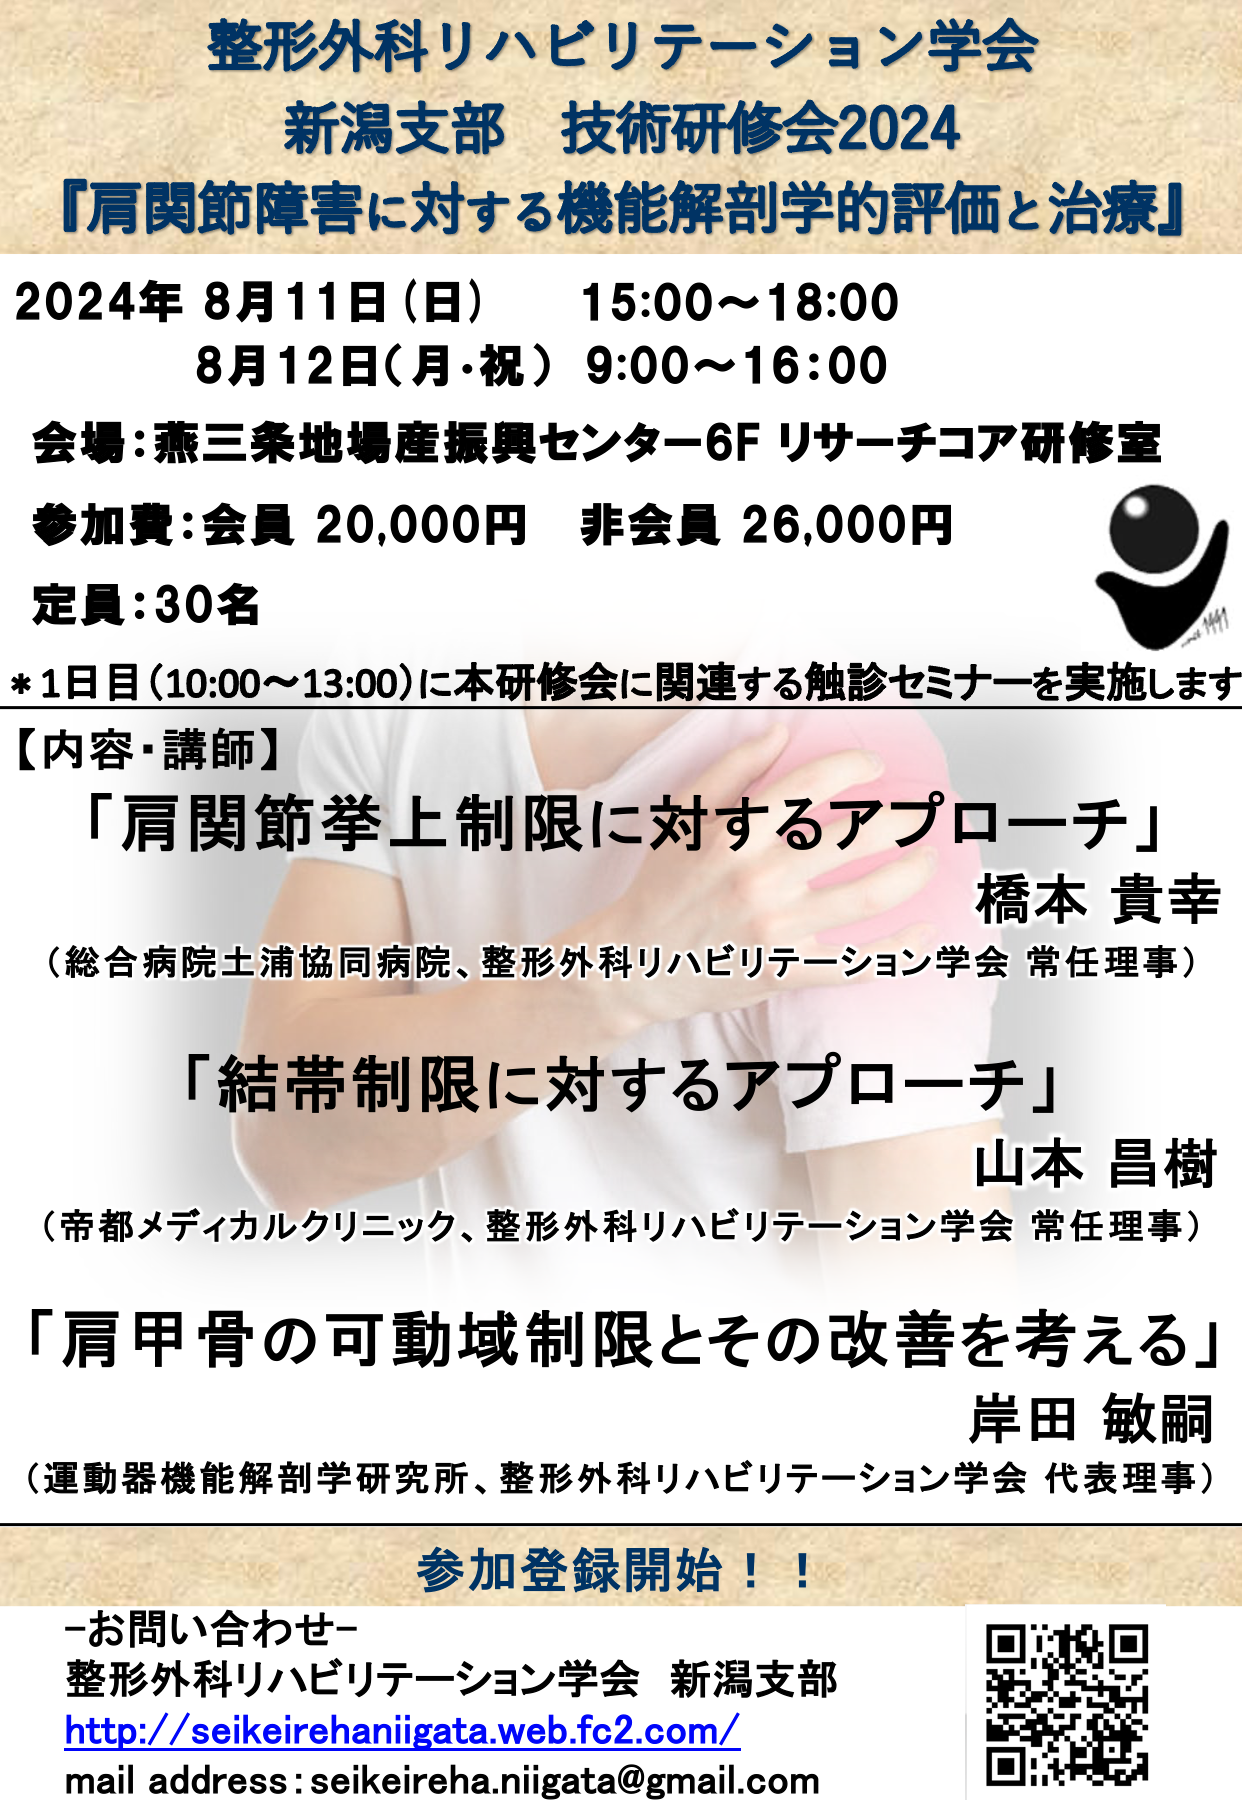 整形外科リハビリテーション学会
新潟支部　技術研修会2024
『肩関節障害に対する機能解剖学的評価と治療』
2024年 8月11日(日)　15:00～18:00
8月12日(月・祝) 9:00～16:00
会場：燕三条地場産振興センター6F リサーチコア研修室
参加費：会員 20,000円　非会員 26,000円
定員：30名
＊1日目(10:00～13:00)に本研修会に関連する触診セミナーを実施します
【内容・講師】
「肩関節挙上制限に対するアプローチ」
橋本 貴幸
（総合病院土浦協同病院、整形外科リハビリテーション学会 常任理事）
「結帯制限に対するアプローチ」
山本 昌樹
（帝都メディカルクリニック、整形外科リハビリテーション学会 常任理事）
「肩甲骨の可動域制限とその改善を考える」
岸田 敏嗣
（運動器機能解剖学研究所、整形外科リハビリテーション学会 代表理事）
参加登録開始！！
-お問い合わせ-
整形外科リハビリテーション学会　新潟支部
http://seikeirehaniigata.web.fc2.com/
mail address：seikeireha.niigata@gmail.com